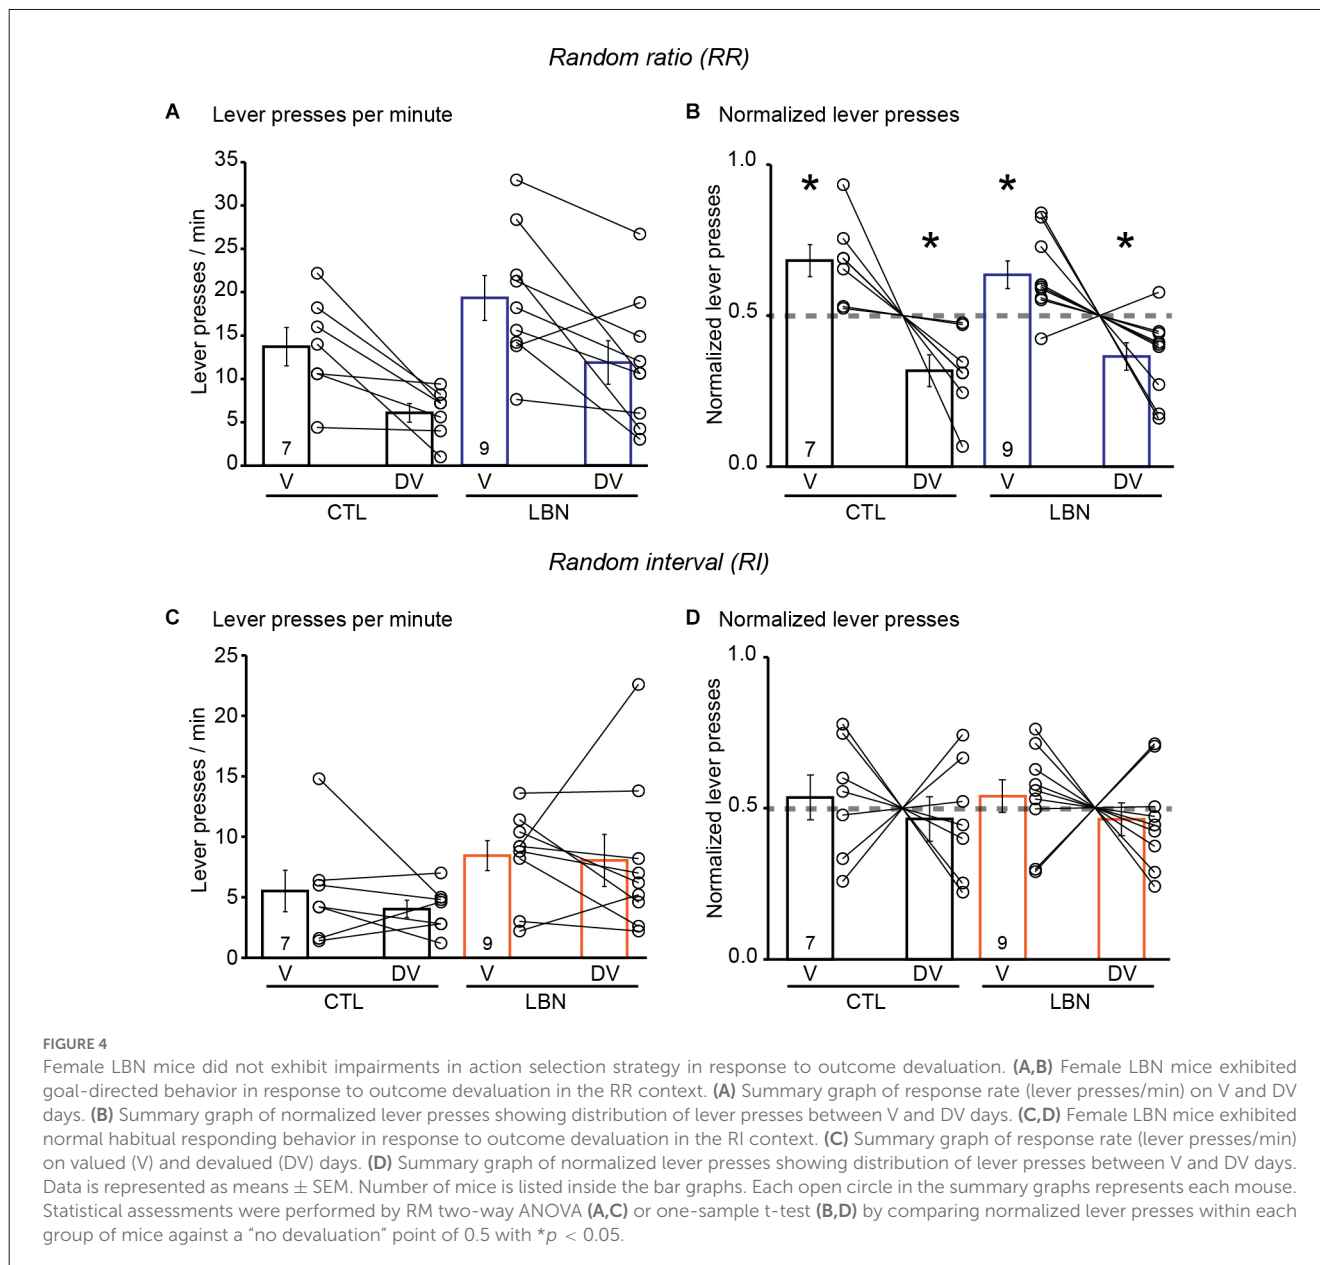 Random ratio (RR)
A Lever presses per minute
35
30
25
20
15
10
5
0
Lever presses / min
7
9
V DV V DV
CTL LBN
B Normalized lever presses
1.0
0.5
0.0
Normalized lever presses
* * * *
7
9
V DV V DV
CTL LBN
Random interval (RI)
C Lever presses per minute
25
20
15
10
5
0
Lever presses / min
7
9
V DV V DV
CTL LBN
D Normalized lever presses
1.0
0.5
0.0
Normalized lever presses
7
9
V DV V DV
CTL LBN
FIGURE 4
Female LBN mice did not exhibit impairments in action selection strategy in response to outcome devaluation. (A,B) Female LBN mice exhibited
goal-directed behavior in response to outcome devaluation in the RR context. (A) Summary graph of response rate (lever presses/min) on V and DV
days. (B) Summary graph of normalized lever presses showing distribution of lever presses between V and DV days. (C,D) Female LBN mice exhibited
normal habitual responding behavior in response to outcome devaluation in the RI context. (C) Summary graph of response rate (lever presses/min)
on valued (V) and devalued (DV) days. (D) Summary graph of normalized lever presses showing distribution of lever presses between V and DV days.
Data is represented as means ± SEM. Number of mice is listed inside the bar graphs. Each open circle in the summary graphs represents each mouse.
Statistical assessments were performed by RM two-way ANOVA (A,C) or one-sample t-test (B,D) by comparing normalized lever presses within each
group of mice against a "no devaluation" point of 0.5 with *p < 0.05.